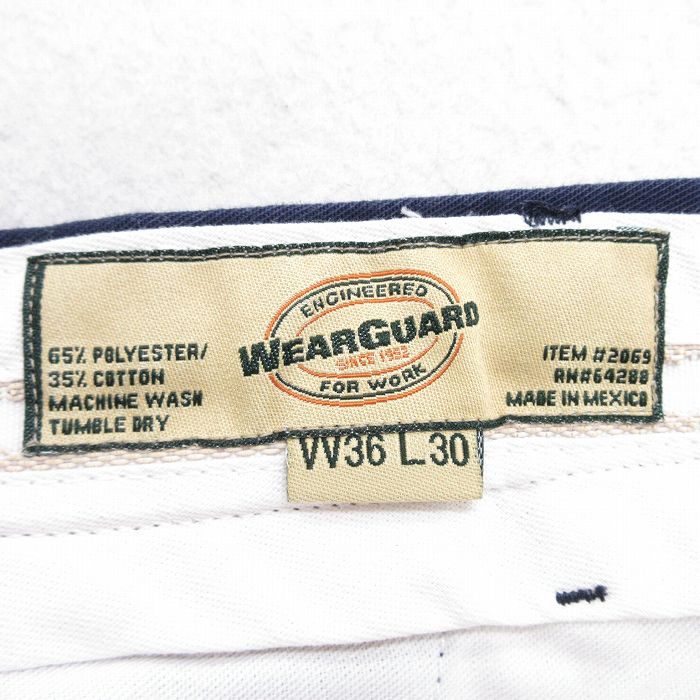 ENGINEERED
WEARGUARD
SINCE 1952
FOR WORK
65% POLYESTER/
35% COTTON
MACHINE WASH
TUMBLE DRY
ITEM #2069
RN#64288
MADE IN MEXICO
W36 L30